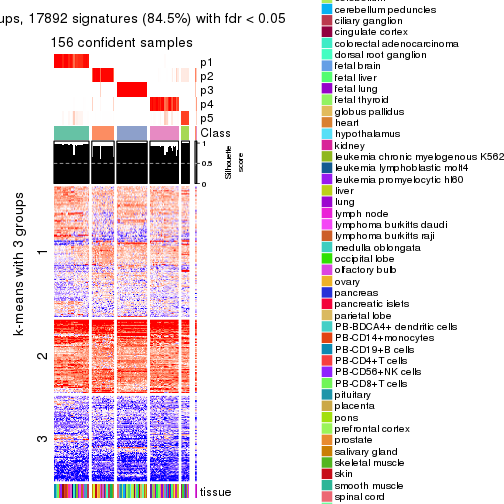 ups, 17892 signatures (84.5%) with fdr < 0.05
156 confident samples
p1
p2
p3
p4
p5
Class
1
0.5
0
Silhouette
score
k-means with 3 groups
1
2
3
tissue
cerebellum peduncles
ciliary ganglion
cingulate cortex
colorectal adenocarcinoma
dorsal root ganglion
fetal brain
fetal liver
fetal lung
fetal thyroid
globus pallidus
heart
hypothalamus
kidney
leukemia chronic myelogenous K562
leukemia lymphoblastic molt4
leukemia promyelocytic hl60
liver
lung
lymph node
lymphoma burkitts daudi
lymphoma burkitts raji
medulla oblongata
occipital lobe
olfactory bulb
ovary
pancreas
pancreatic islets
parietal lobe
PB-BDCA4+ dendritic cells
PB-CD14+monocytes
PB-CD19+B cells
PB-CD4+T cells
PB-CD56+NK cells
PB-CD8+T cells
pituitary
placenta
pons
prefrontal cortex
prostate
salivary gland
skeletal muscle
skin
smooth muscle
spinal cord